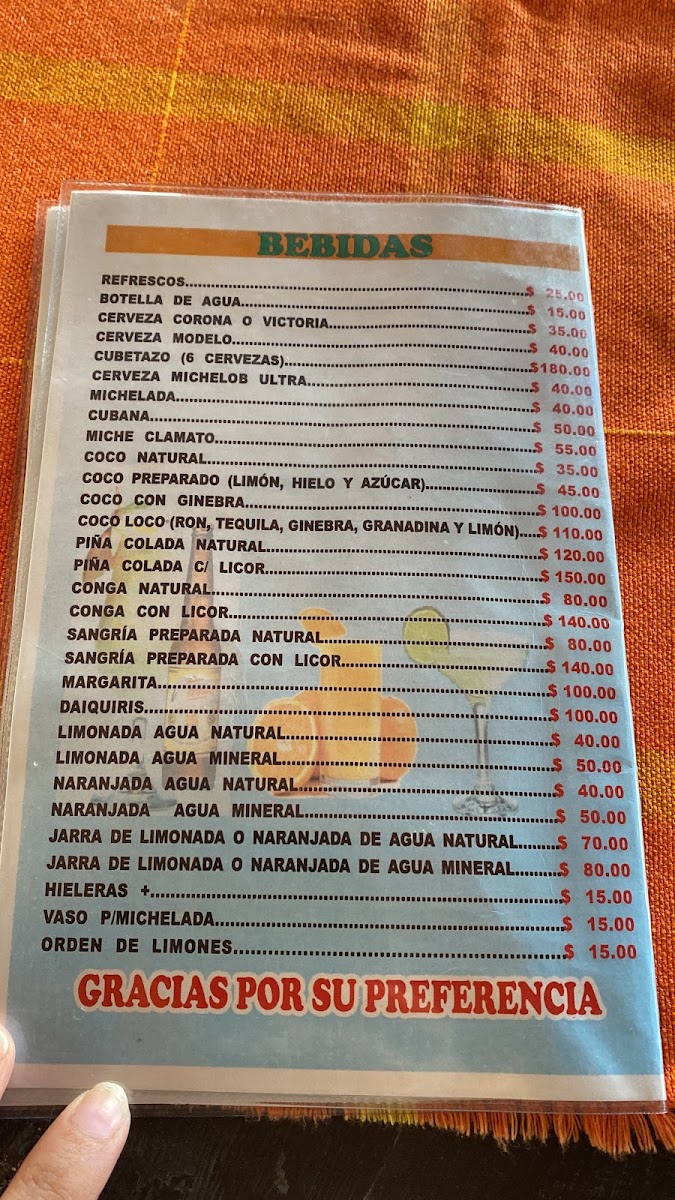 BEBIDAS
REFRESCOS........$ 25.00
BOTELLA DE AGUA........$ 15.00
CERVEZA CORONA O VICTORIA........$ 35.00
CERVEZA MODELO........$ 40.00
CUBETAZO (6 CERVEZAS)........$180.00
CERVEZA MICHELOB ULTRA........$ 40.00
MICHELADA........$ 40.00
CUBANA........$ 50.00
MICHE CLAMATO........$ 55.00
COCO NATURAL........$ 35.00
COCO PREPARADO (LIMÓN, HIELO Y AZÚCAR)........$ 45.00
COCO CON GINEBRA........$ 100.00
COCO LOCO (RON, TEQUILA, GINEBRA, GRANADINA Y LIMÓN)....$ 110.00
PIÑA COLADA NATURAL........$ 120.00
PIÑA COLADA C/ LICOR........$ 150.00
CONGA NATURAL........$ 80.00
CONGA CON LICOR........$ 140.00
SANGRÍA PREPARADA NATURAL........$ 80.00
SANGRÍA PREPARADA CON LICOR........$ 140.00
MARGARITA........$ 100.00
DAIQUIRIS........$ 100.00
LIMONADA AGUA NATURAL........$ 40.00
LIMONADA AGUA MINERAL........$ 50.00
NARANJADA AGUA NATURAL........$ 40.00
NARANJADA AGUA MINERAL........$ 50.00
JARRA DE LIMONADA O NARANJADA DE AGUA NATURAL........$ 70.00
JARRA DE LIMONADA O NARANJADA DE AGUA MINERAL........$ 80.00
HIELERAS +........$ 15.00
VASO P/MICHELADA........$ 15.00
ORDEN DE LIMONES........$ 15.00
GRACIAS POR SU PREFERENCIA